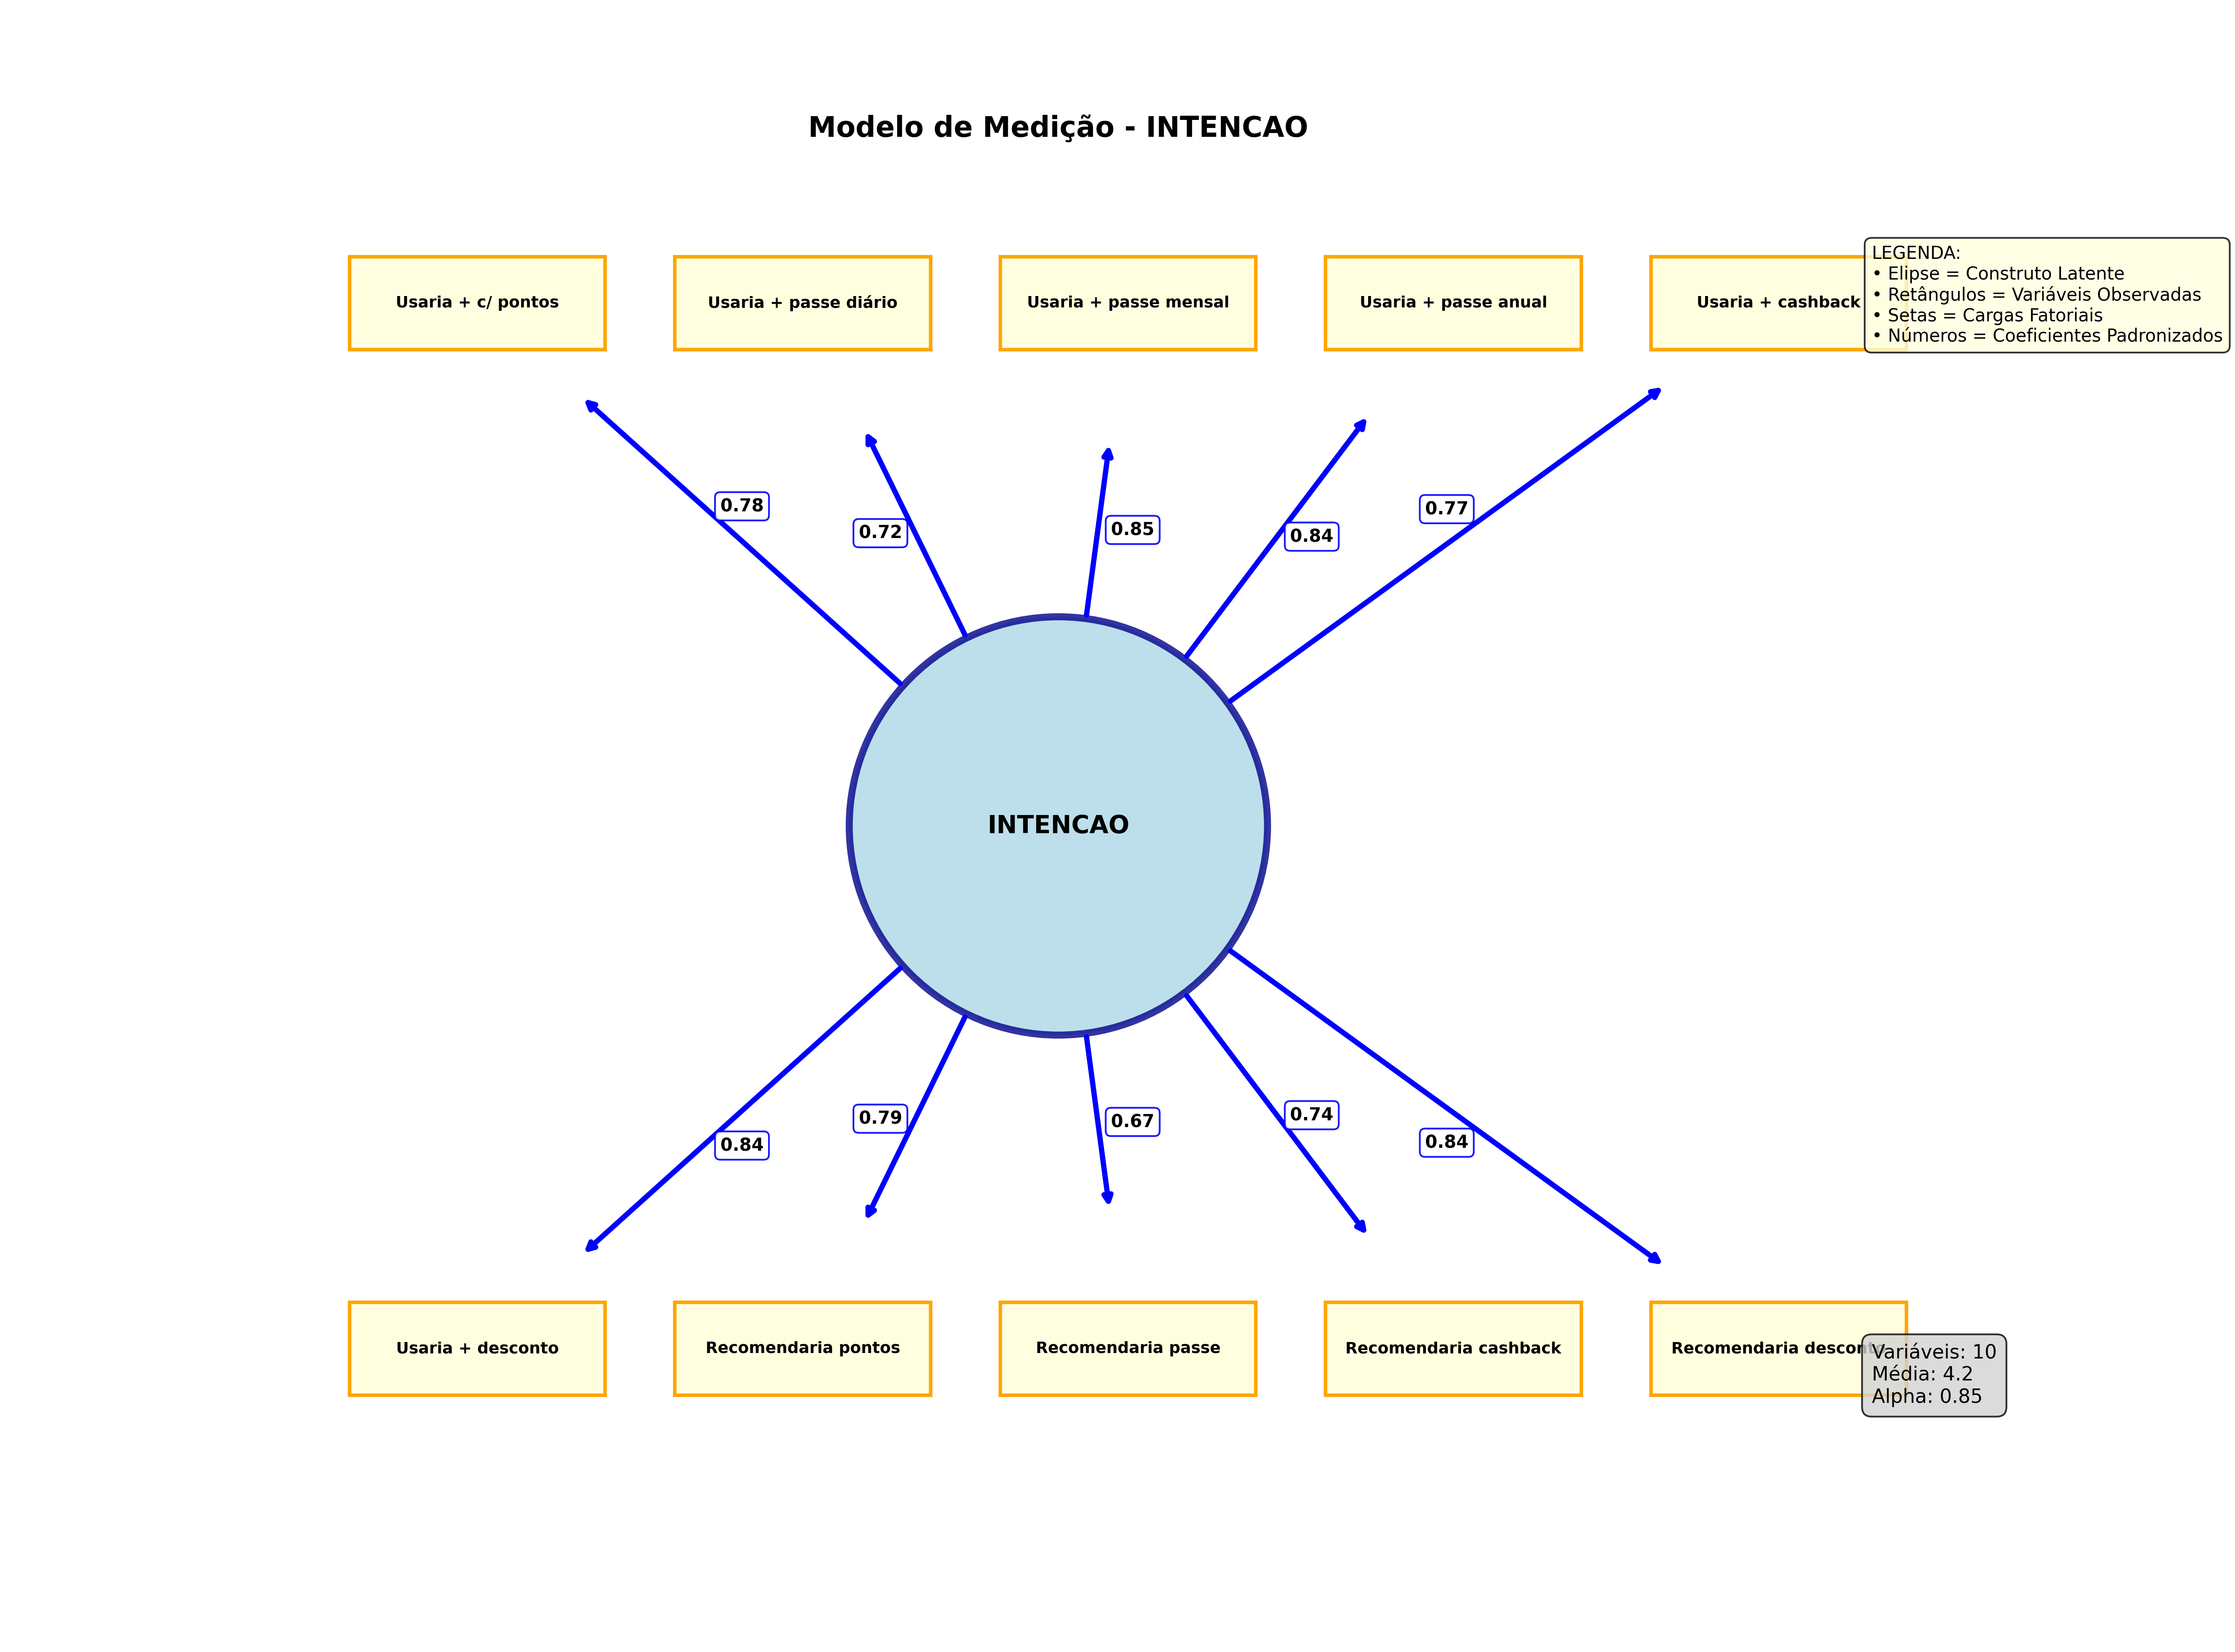 Modelo de Medição - INTENCAO
Usaria + c/ pontos
Usaria + passe diário
Usaria + passe mensal
Usaria + passe anual
Usaria + cashback
LEGENDA:
• Elipse = Construto Latente
• Retângulos = Variáveis Observadas
• Setas = Cargas Fatoriais
• Números = Coeficientes Padronizados
0.78
0.72
0.85
0.84
0.77
INTENCAO
0.84
0.79
0.67
0.74
0.84
Usaria + desconto
Recomendaria pontos
Recomendaria passe
Recomendaria cashback
Recomendaria desconto
Variáveis: 10
Média: 4.2
Alpha: 0.85